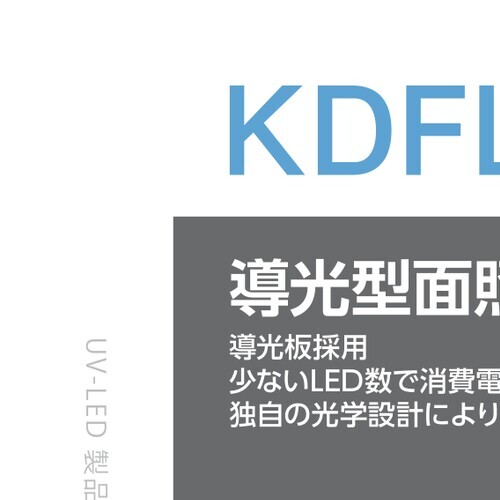 KDFL
導光型面照
導光板採用
少ないLED数で消費電
独自の光学設計により
UV-LED 製品